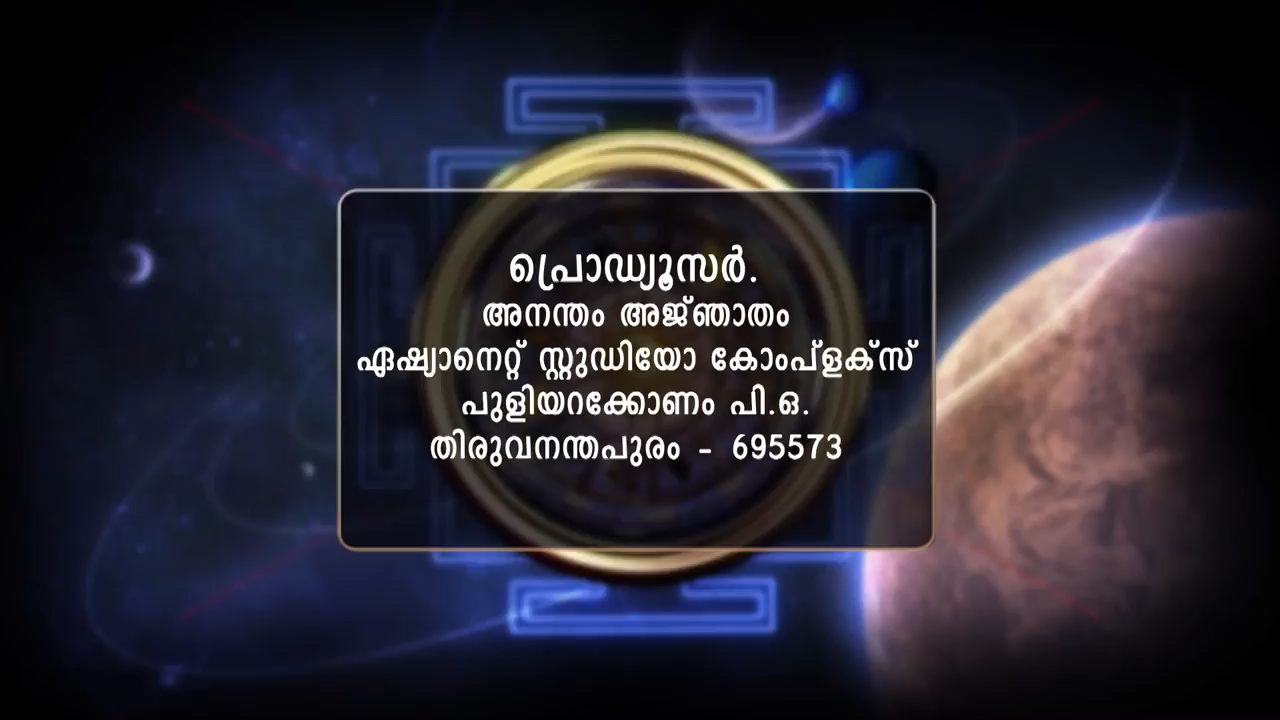 പ്രൊഡ്യൂസർ.
അനന്തം അജ്ഞാതം
ഏഷ്യാനെറ്റ് സ്റ്റുഡിയോ കോംപ്ളക്സ്
പുളിയറക്കോണം പി.ഒ.
തിരുവനന്തപുരം - 695573